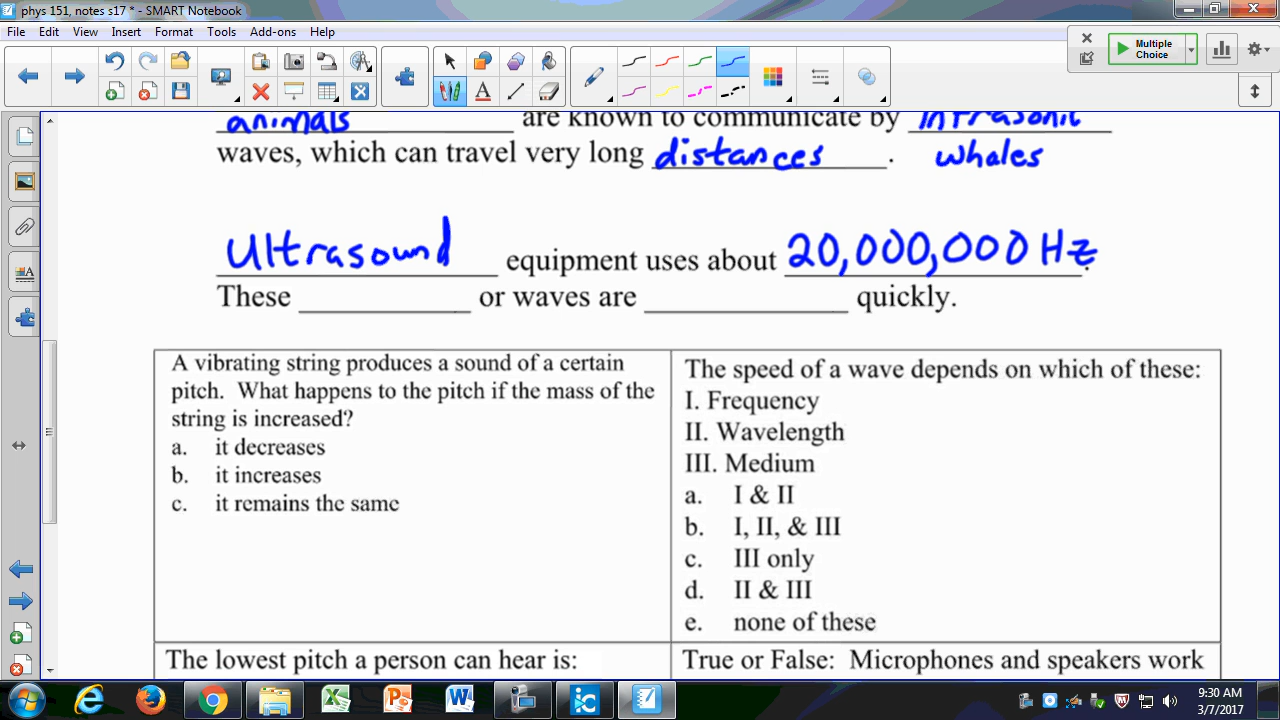 phys 151, notes s17 * - SMART Notebook
File Edit View Insert Format Tools Add-ons Help
Multiple Choice
animals are known to communicate by infrasonic
waves, which can travel very long distances. whales
Ultrasound equipment uses about 20,000,000 Hz.
These ____________ or waves are ______________ quickly.
A vibrating string produces a sound of a certain
pitch. What happens to the pitch if the mass of the
string is increased?
a. it decreases
b. it increases
c. it remains the same
The speed of a wave depends on which of these:
I. Frequency
II. Wavelength
III. Medium
a. I & II
b. I, II, & III
c. III only
d. II & III
e. none of these
The lowest pitch a person can hear is:
True or False: Microphones and speakers work
9:30 AM
3/7/2017